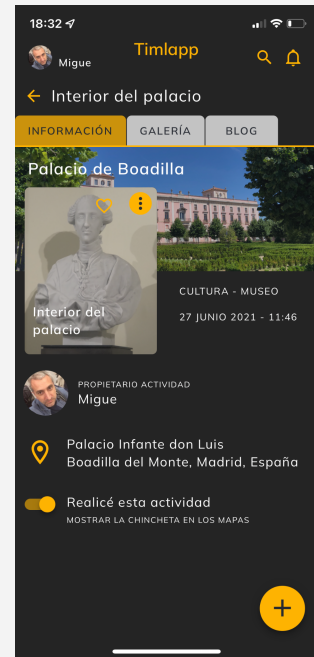 18:32
Migue
Timlapp
Interior del palacio
INFORMACIÓN
GALERÍA
BLOG
Palacio de Boadilla
Interior del
palacio
CULTURA - MUSEO
27 JUNIO 2021 - 11:46
PROPIETARIO ACTIVIDAD
Migue
Palacio Infante don Luis
Boadilla del Monte, Madrid, España
Realicé esta actividad
MOSTRAR LA CHINCHETA EN LOS MAPAS